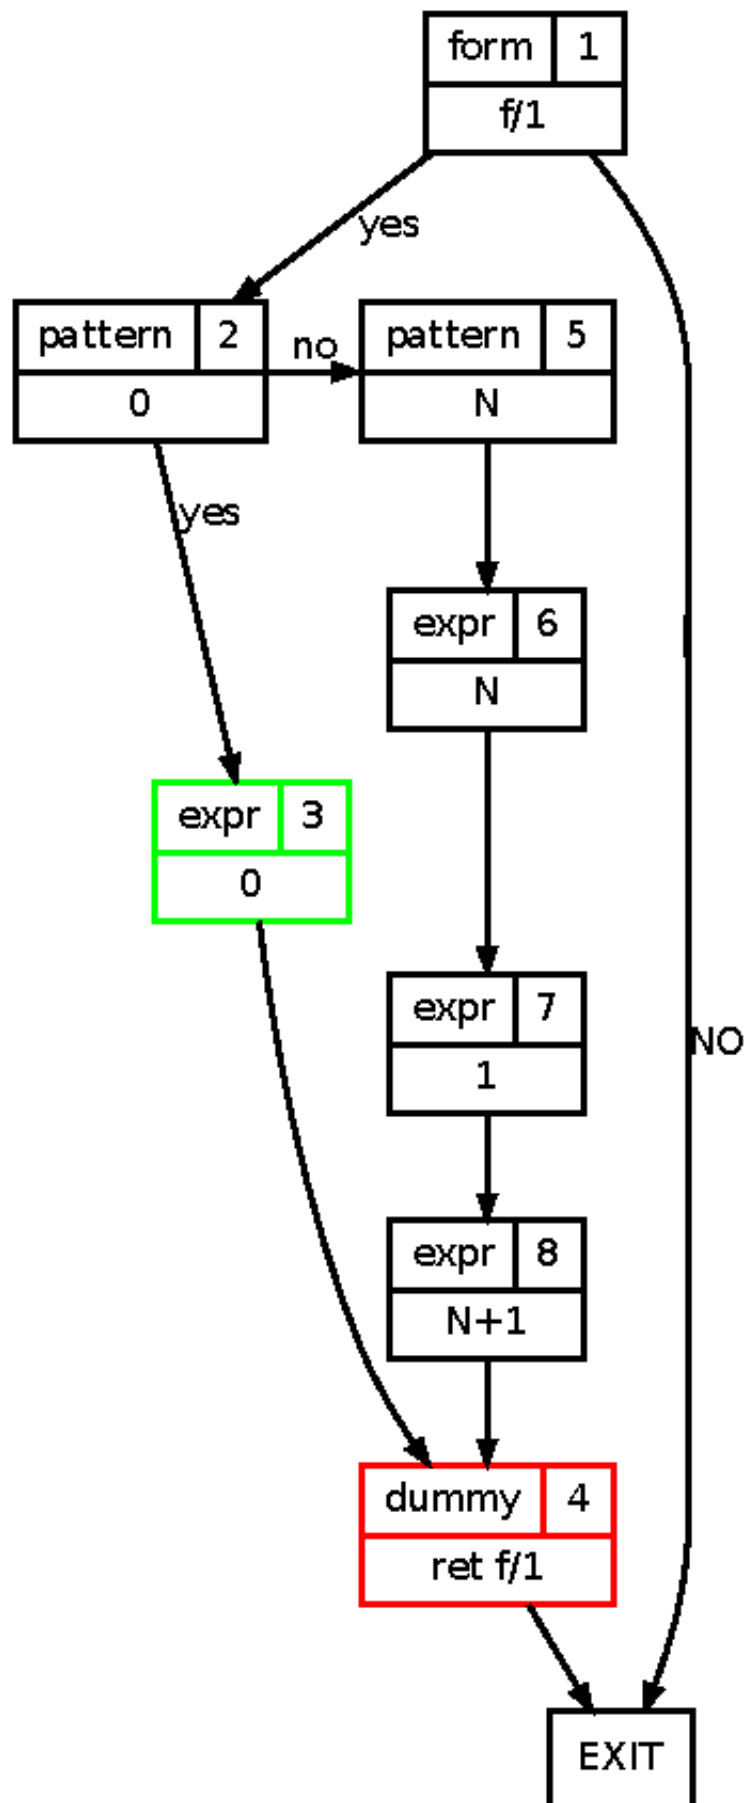 form 1
f/1
yes
pattern 2
0
no
pattern 5
N
yes
expr 6
N
expr 3
0
expr 7
1
NO
expr 8
N+1
dummy 4
ret f/1
EXIT